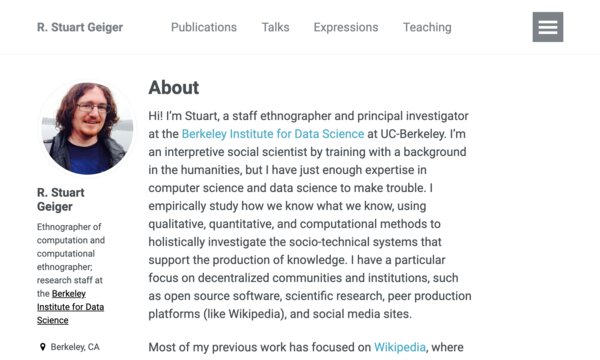 R. Stuart Geiger
Publications
Talks
Expressions
Teaching
R. Stuart
Geiger
Ethnographer of
computation and
computational
ethnographer;
research staff at
the Berkeley
Institute for Data
Science
Berkeley, CA
About
Hi! I'm Stuart, a staff ethnographer and principal investigator
at the Berkeley Institute for Data Science at UC-Berkeley. I'm
an interpretive social scientist by training with a background
in the humanities, but I have just enough expertise in
computer science and data science to make trouble. I
empirically study how we know what we know, using
qualitative, quantitative, and computational methods to
holistically investigate the socio-technical systems that
support the production of knowledge. I have a particular
focus on decentralized communities and institutions, such
as open source software, scientific research, peer production
platforms (like Wikipedia), and social media sites.
Most of my previous work has focused on Wikipedia, where